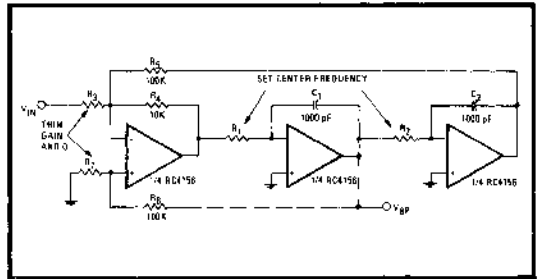 R5
100K
SET CENTER FREQUENCY
R3
R4
C1
C2
VIN
10K
1000 pF
1000 pF
TRIM
GAIN
AND Q
R1
R2
R7
1/4 RC4156
1/4 RC4156
1/4 RC4156
R6
100K
VBP